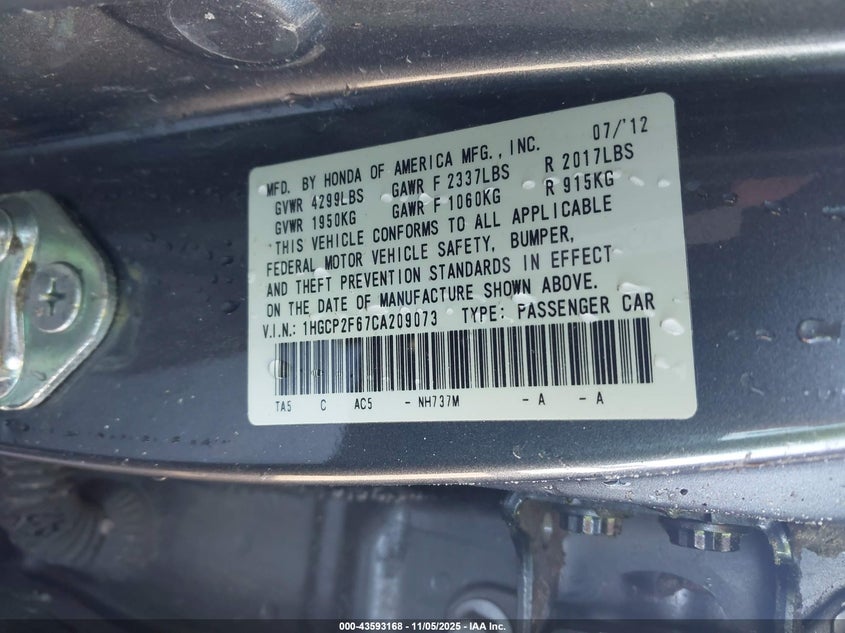 07/'12
MFD. BY HONDA OF AMERICA MFG., INC.
GVWR 4299LBS GAWR F 2337LBS R 2017LBS
GVWR 1950KG GAWR F 1060KG R 915KG
THIS VEHICLE CONFORMS TO ALL APPLICABLE
FEDERAL MOTOR VEHICLE SAFETY, BUMPER,
AND THEFT PREVENTION STANDARDS IN EFFECT
ON THE DATE OF MANUFACTURE SHOWN ABOVE.
V.I.N.: 1HGCP2F67CA209073 TYPE: PASSENGER CAR
TA5 C AC5 - NH737M - A - A
000-43593168 - 11/05/2025 - IAA Inc.